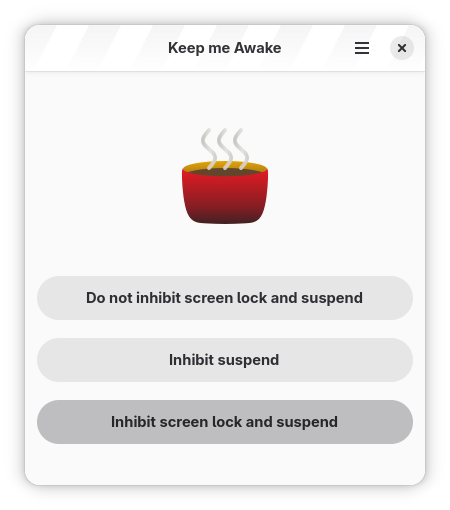 Keep me Awake
Do not inhibit screen lock and suspend
Inhibit suspend
Inhibit screen lock and suspend